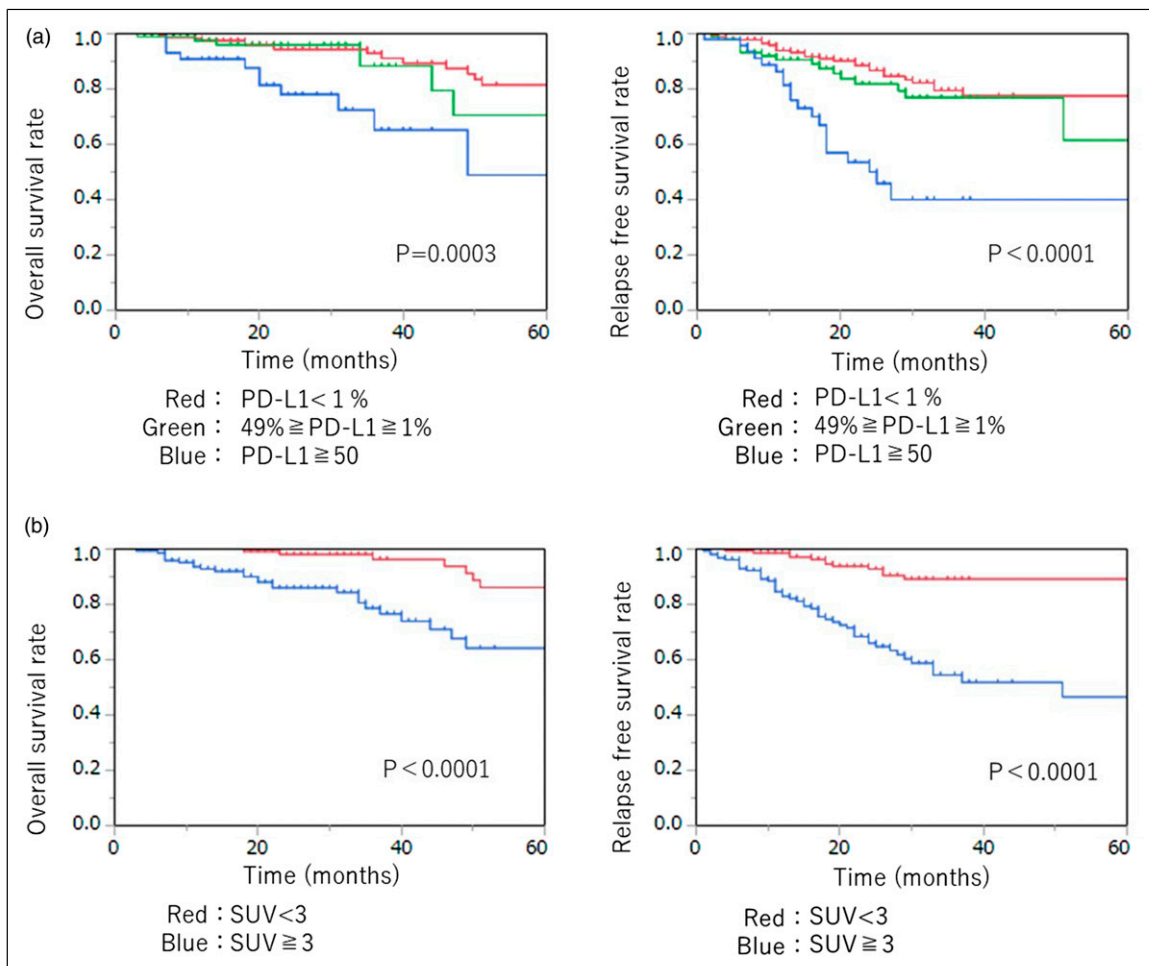 (a)
Overall survival rate
1.0
0.8
0.6
0.4
0.2
0.0
P=0.0003
0 20 40 60
Time (months)
Red： PD-L1< 1 %
Green： 49%≧PD-L1≧1%
Blue： PD-L1≧50
Relapse free survival rate
1.0
0.8
0.6
0.4
0.2
0.0
P＜0.0001
0 20 40 60
Time (months)
Red： PD-L1< 1 %
Green： 49%≧PD-L1≧1%
Blue： PD-L1≧50
(b)
Overall survival rate
1.0
0.8
0.6
0.4
0.2
0.0
P＜0.0001
0 20 40 60
Time (months)
Red：SUV<3
Blue：SUV≧3
Relapse free survival rate
1.0
0.8
0.6
0.4
0.2
0.0
P＜0.0001
0 20 40 60
Time (months)
Red：SUV<3
Blue：SUV≧3